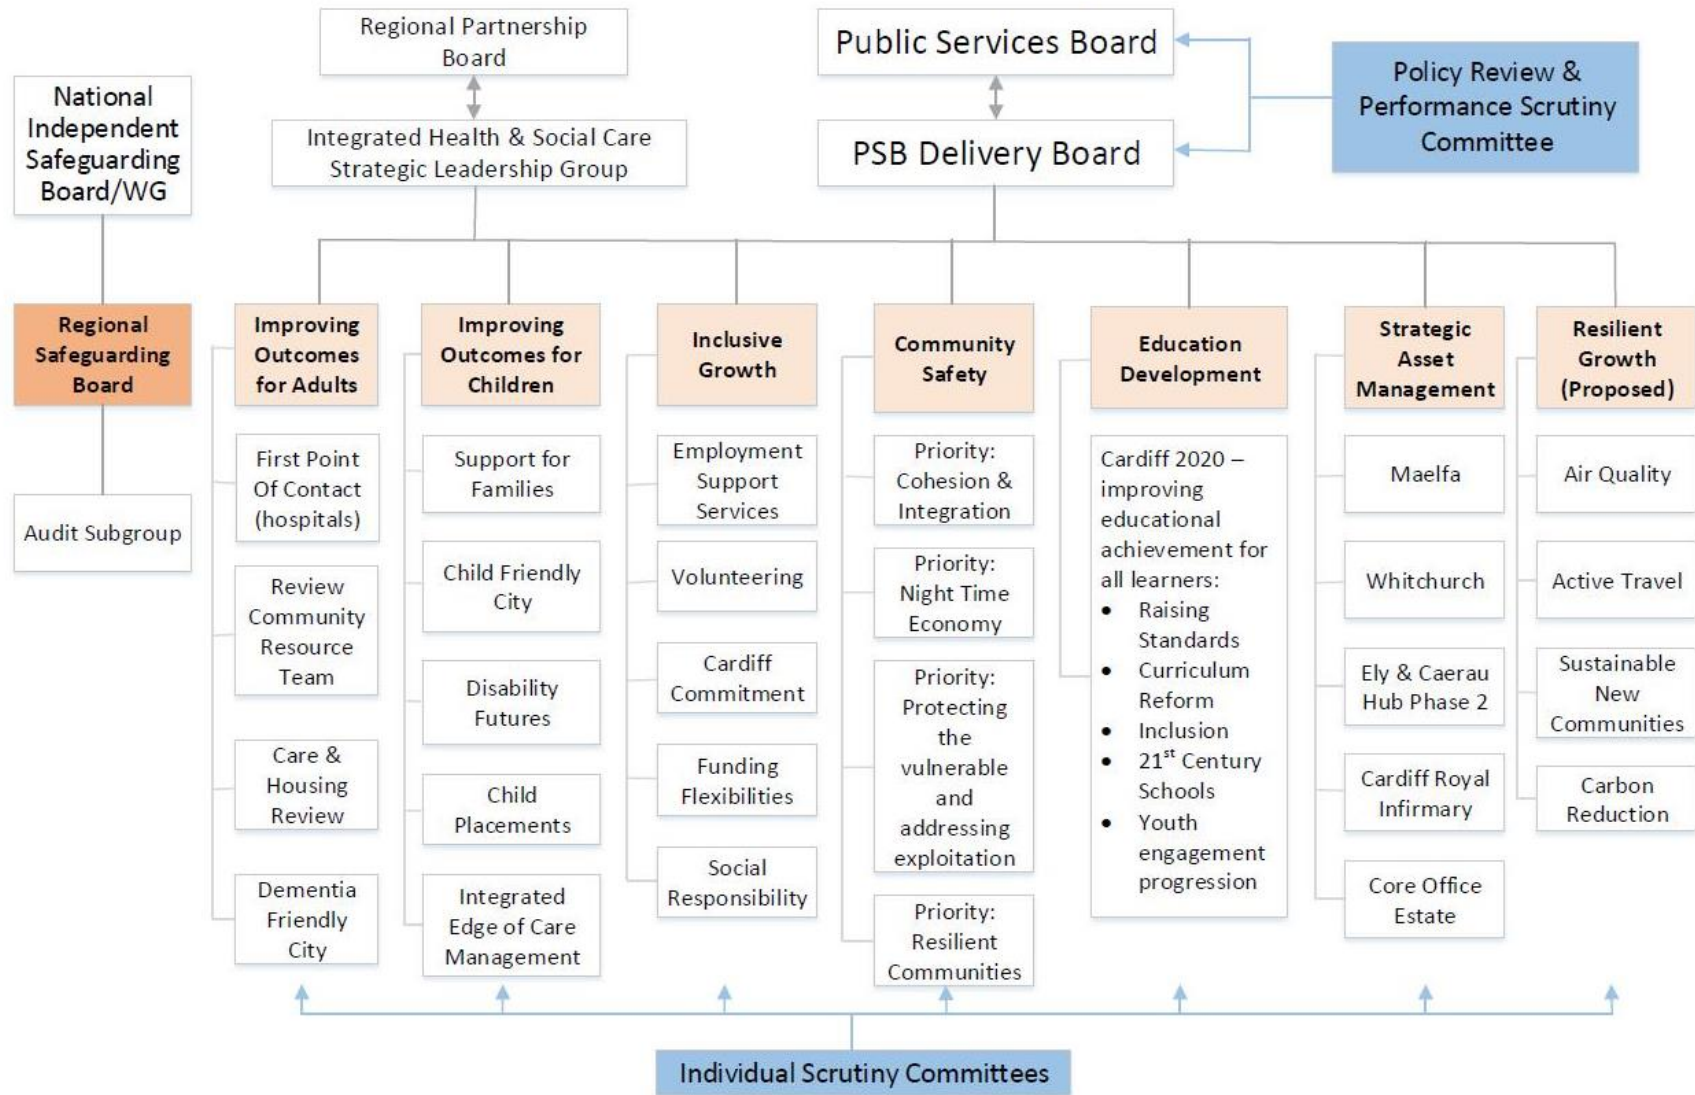 Regional Partnership
Board
Public Services Board
Policy Review &
Performance Scrutiny
Committee
National
Independent
Safeguarding
Board/WG
Integrated Health & Social Care
Strategic Leadership Group
PSB Delivery Board
Regional
Safeguarding
Board
Audit Subgroup
Improving
Outcomes
for Adults
First Point
Of Contact
(hospitals)
Review
Community
Resource
Team
Care &
Housing
Review
Dementia
Friendly
City
Improving
Outcomes for
Children
Support for
Families
Child Friendly
City
Disability
Futures
Child
Placements
Integrated
Edge of Care
Management
Inclusive
Growth
Employment
Support
Services
Volunteering
Cardiff
Commitment
Funding
Flexibilities
Social
Responsibility
Community
Safety
Priority:
Cohesion &
Integration
Priority:
Night Time
Economy
Priority:
Protecting
the
vulnerable
and
addressing
exploitation
Priority:
Resilient
Communities
Education
Development
Cardiff 2020 –
improving
educational
achievement for
all learners:
• Raising
Standards
• Curriculum
Reform
• Inclusion
• 21st Century
Schools
• Youth
engagement
progression
Strategic
Asset
Management
Maelfa
Whitchurch
Ely & Caerau
Hub Phase 2
Cardiff Royal
Infirmary
Core Office
Estate
Resilient
Growth
(Proposed)
Air Quality
Active Travel
Sustainable
New
Communities
Carbon
Reduction
Individual Scrutiny Committees